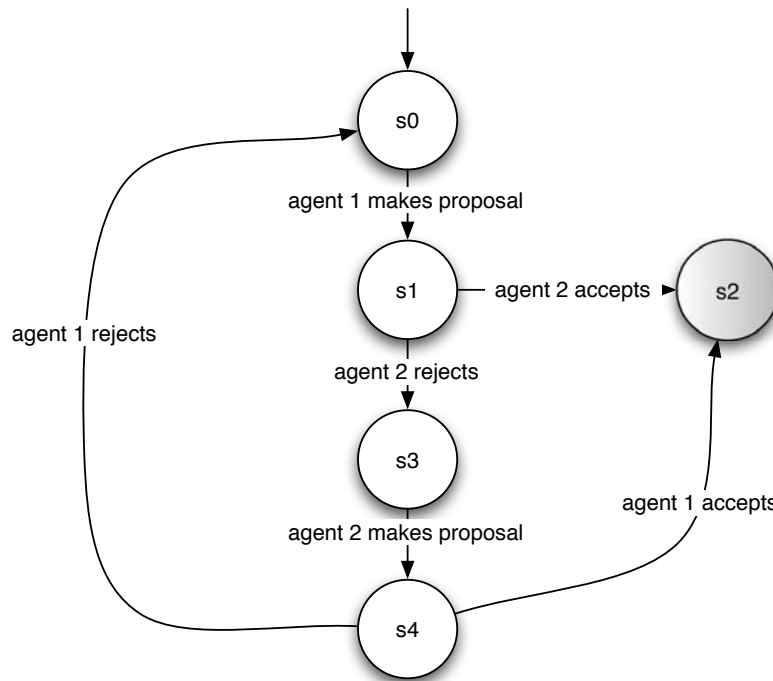 s0
agent 1 makes proposal
s1
agent 2 accepts
s2
agent 1 rejects
agent 2 rejects
s3
agent 1 accepts
agent 2 makes proposal
s4